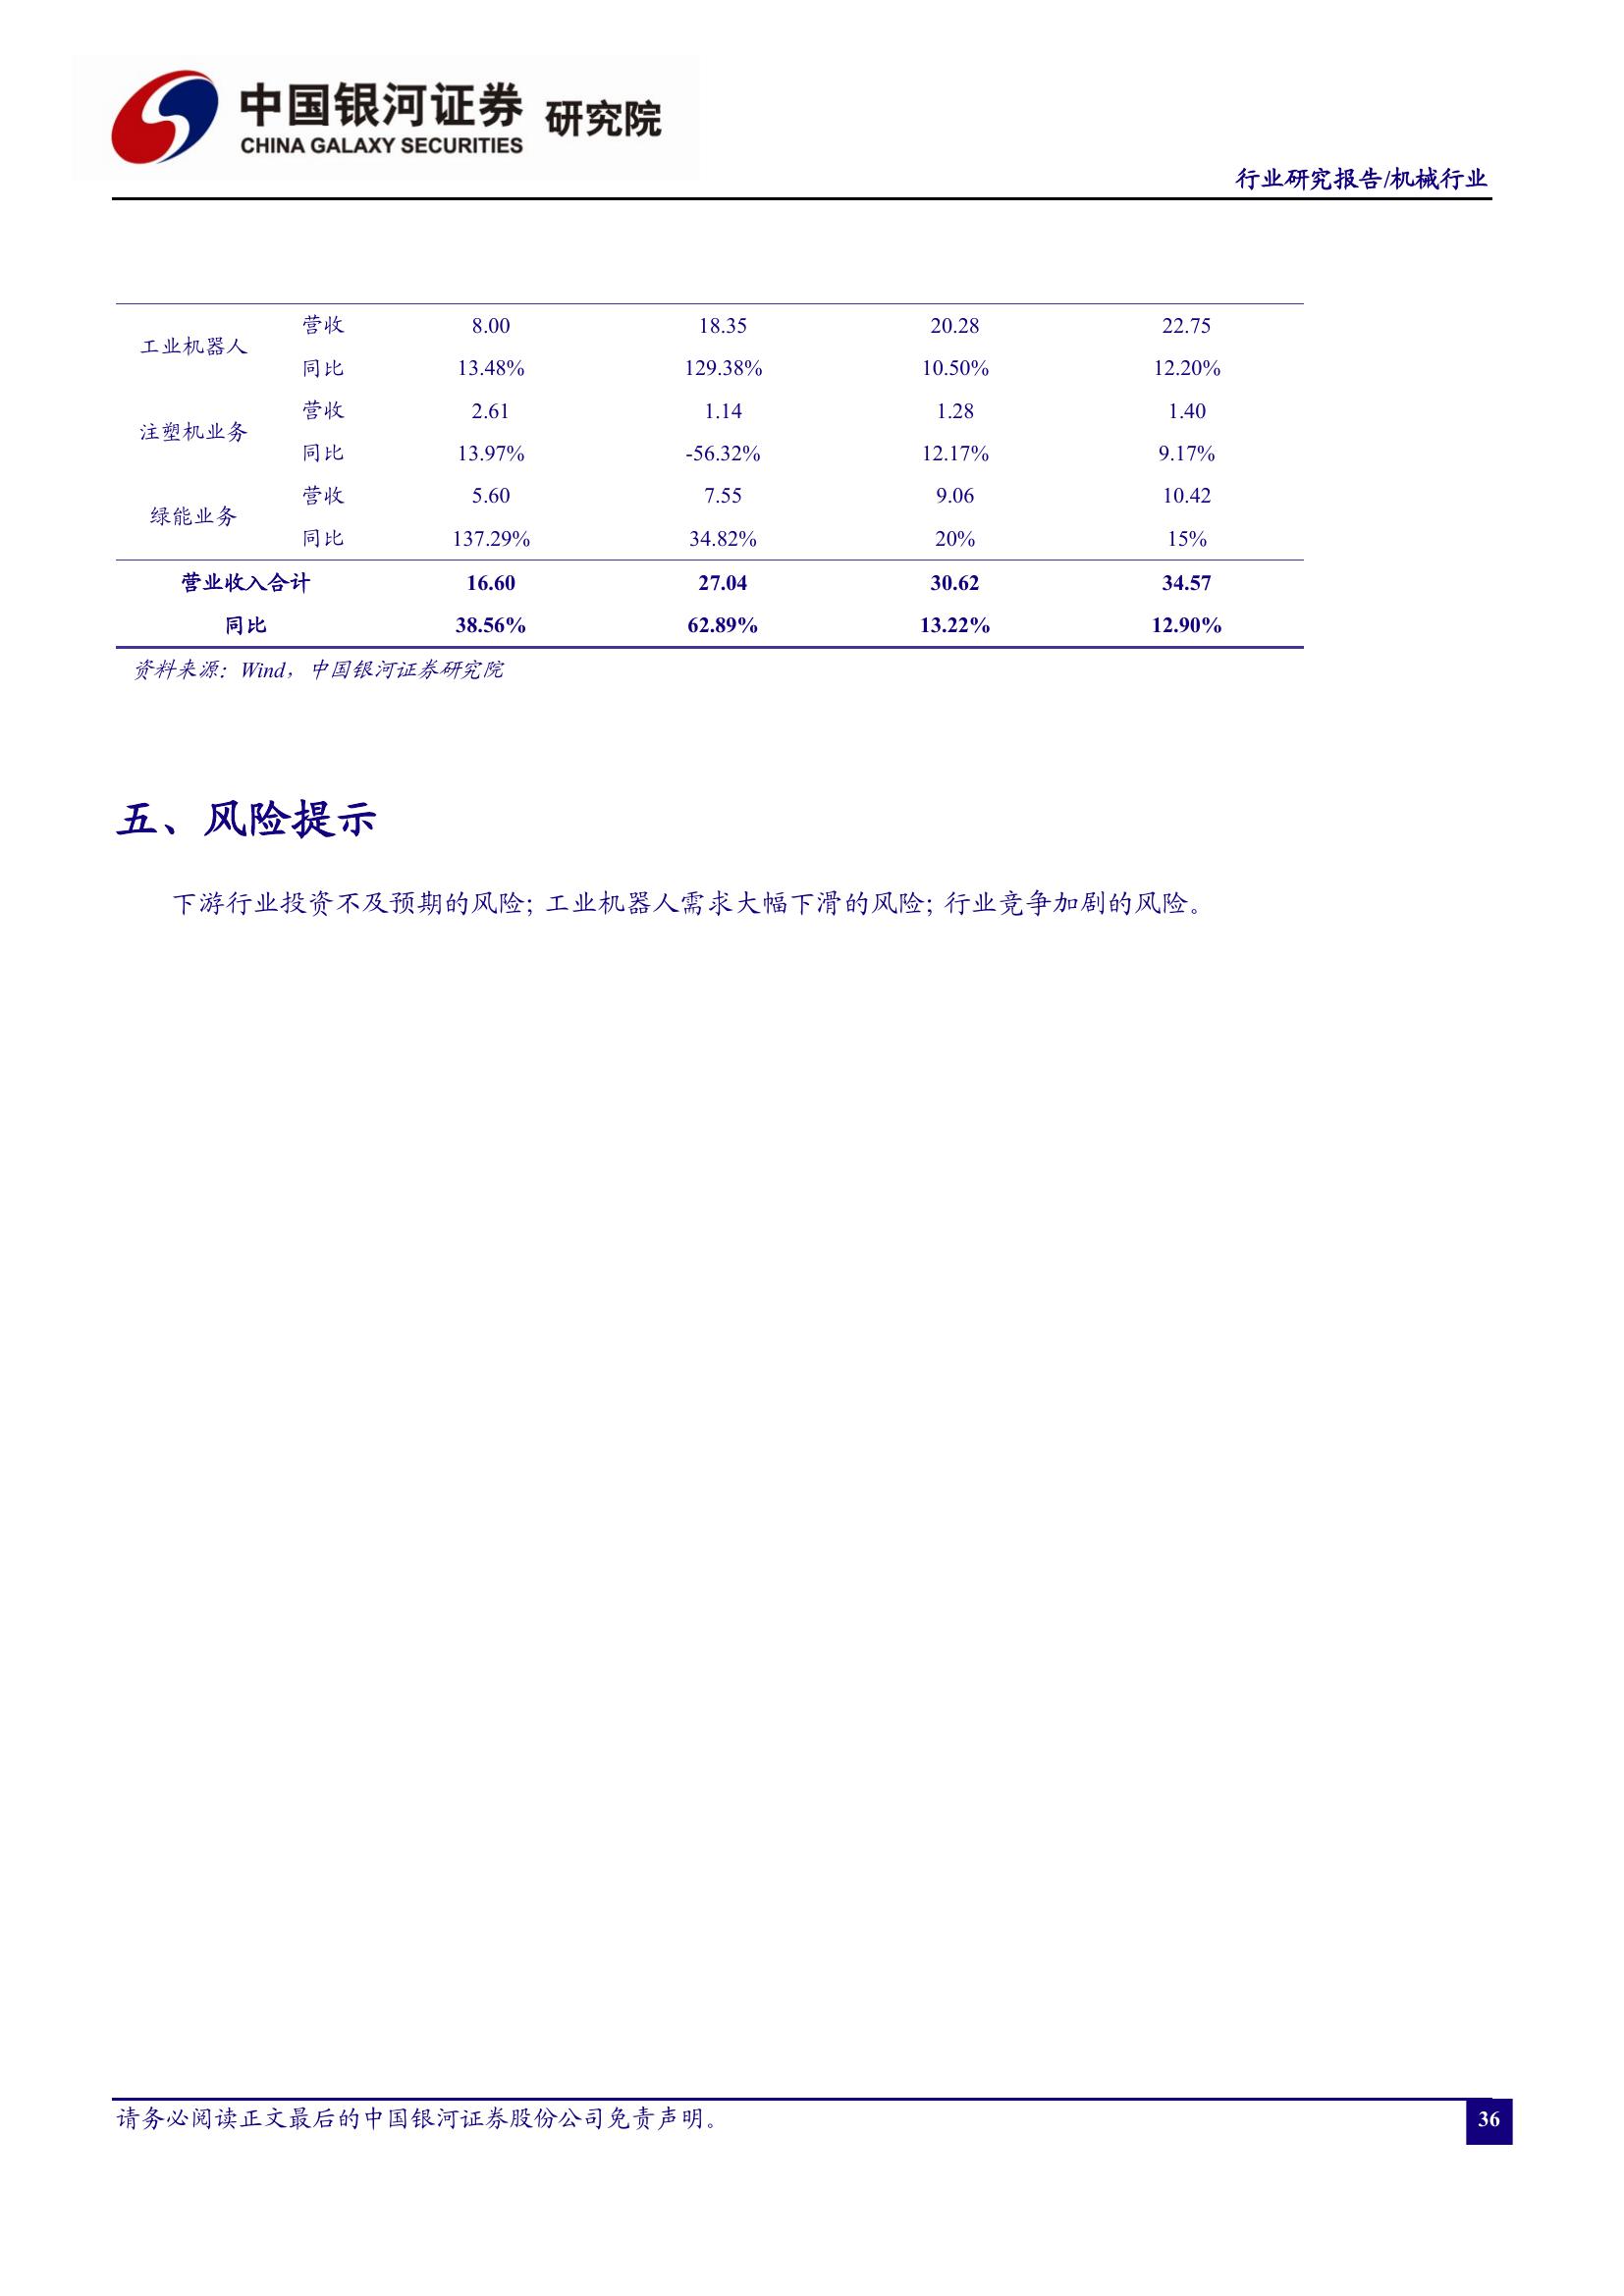 中国银河证券 研究院
CHINA GALAXY SECURITIES
行业研究报告/机械行业
工业机器人 营收 8.00 18.35 20.28 22.75
同比 13.48% 129.38% 10.50% 12.20%
注塑机业务 营收 2.61 1.14 1.28 1.40
同比 13.97% -56.32% 12.17% 9.17%
绿能业务 营收 5.60 7.55 9.06 10.42
同比 137.29% 34.82% 20% 15%
营业收入合计 16.60 27.04 30.62 34.57
同比 38.56% 62.89% 13.22% 12.90%
资料来源：Wind，中国银河证券研究院
五、风险提示
下游行业投资不及预期的风险；工业机器人需求大幅下滑的风险；行业竞争加剧的风险。
请务必阅读正文最后的中国银河证券股份公司免责声明。
36